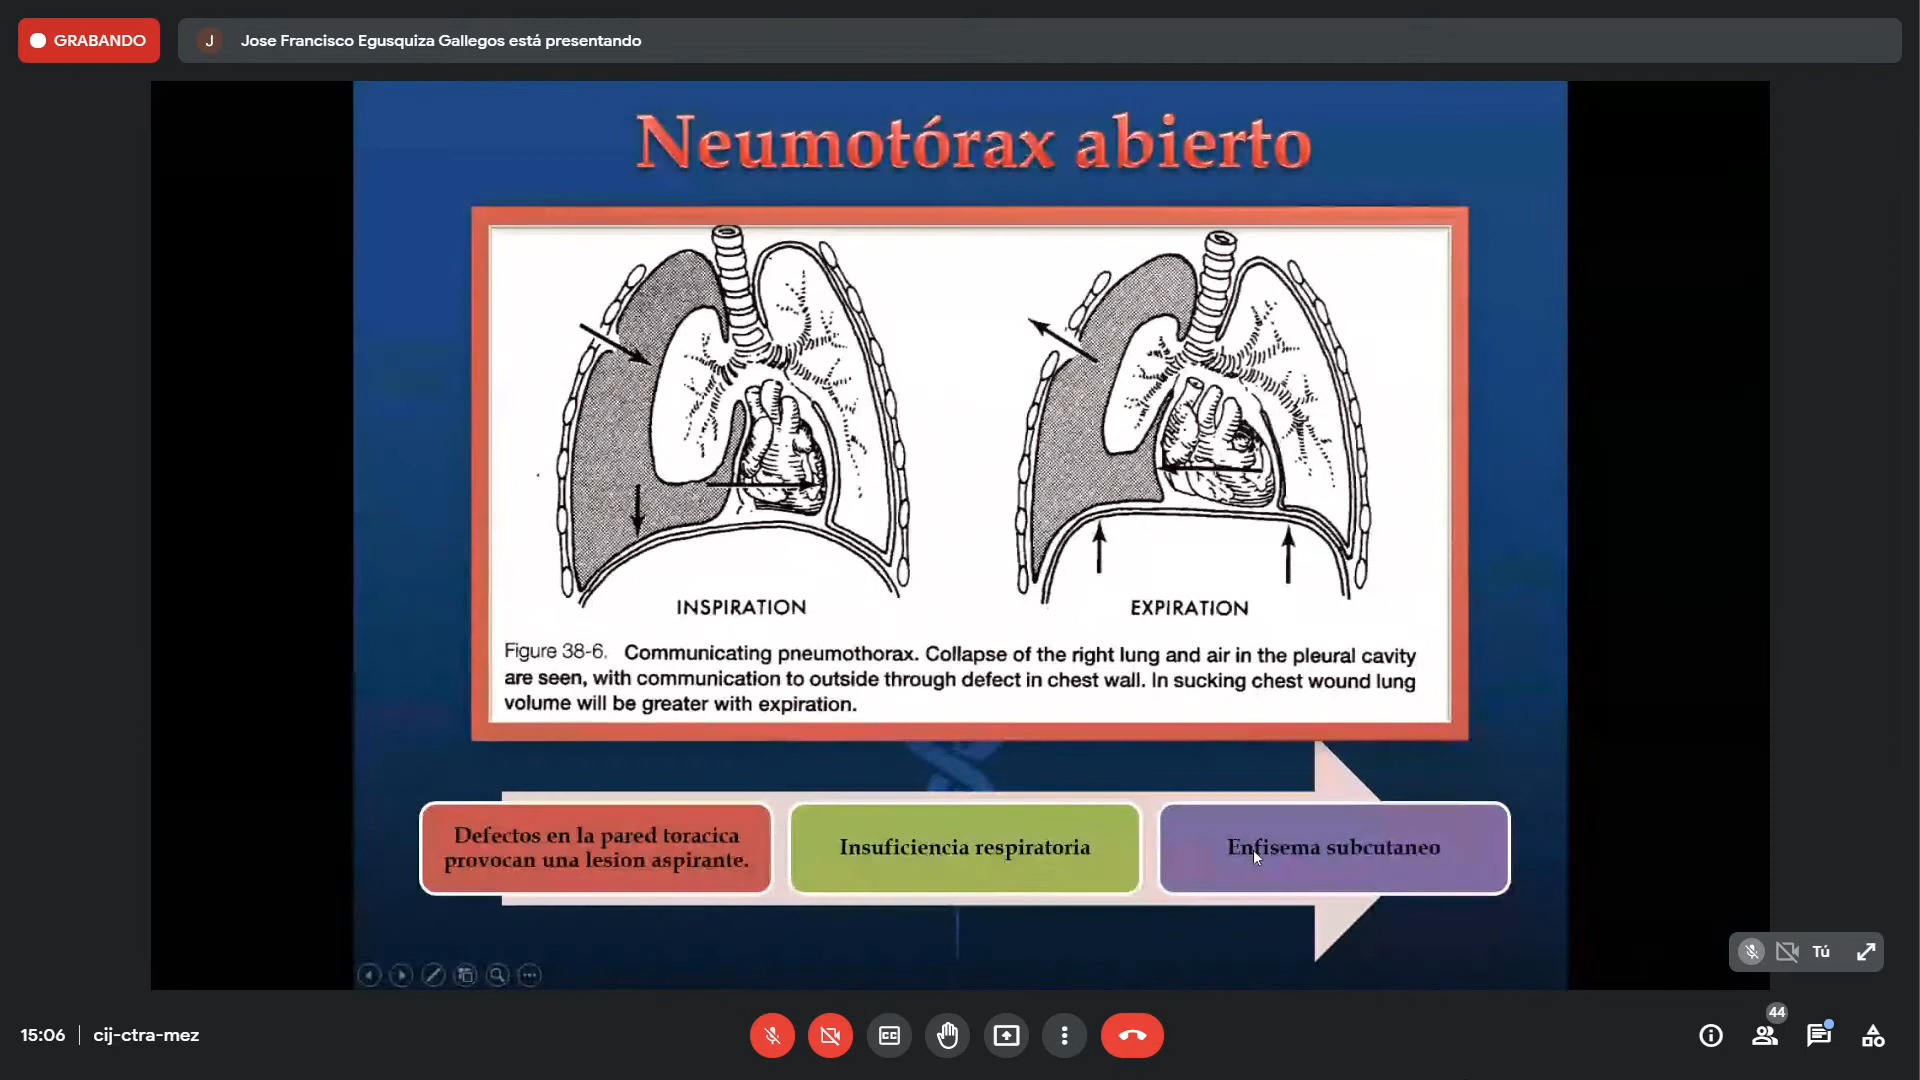 GRABANDO
J
Jose Francisco Egusquiza Gallegos está presentando
Neumotórax abierto
INSPIRATION
EXPIRATION
Figure 38-6. Communicating pneumothorax. Collapse of the right lung and air in the pleural cavity
are seen, with communication to outside through defect in chest wall. In sucking chest wound lung
volume will be greater with expiration.
Defectos en la pared toracica
provocan una lesion aspirante.
Insuficiencia respiratoria
Enfisema subcutaneo
Tú
15:06
cij-ctra-mez
CC
44